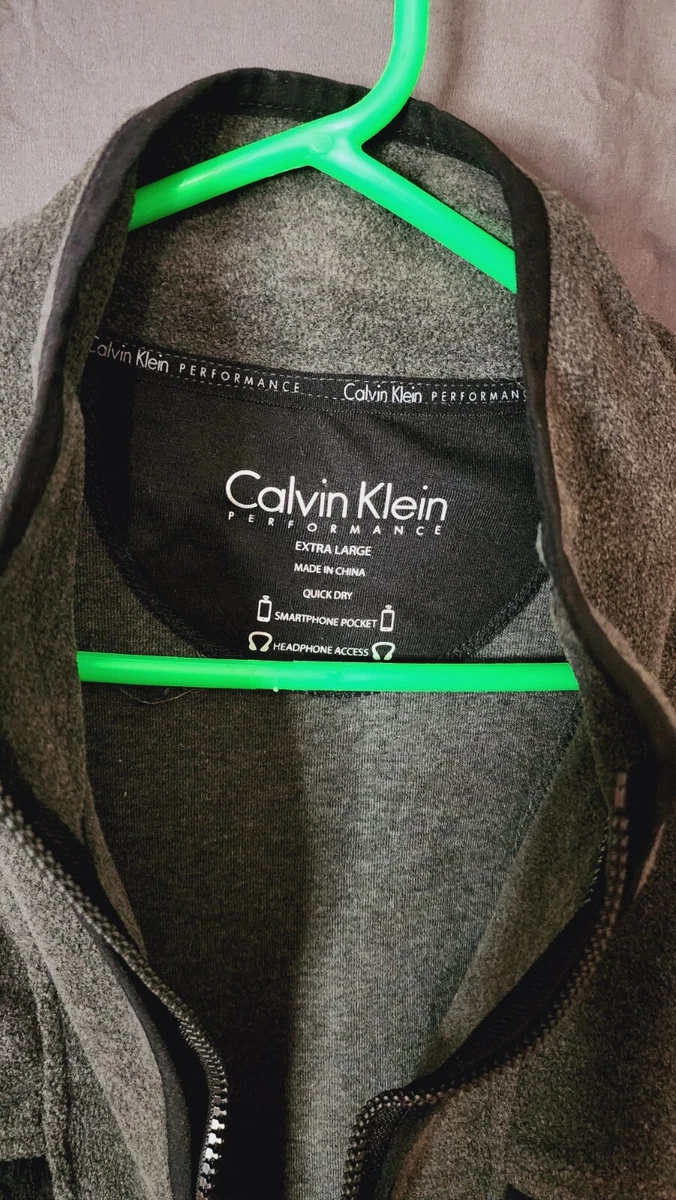 Calvin Klein PERFORMANCE Calvin Klein PERFORMANC
Calvin Klein
PERFORMANCE
EXTRA LARGE
MADE IN CHINA
QUICK DRY
SMARTPHONE POCKET
HEADPHONE ACCESS